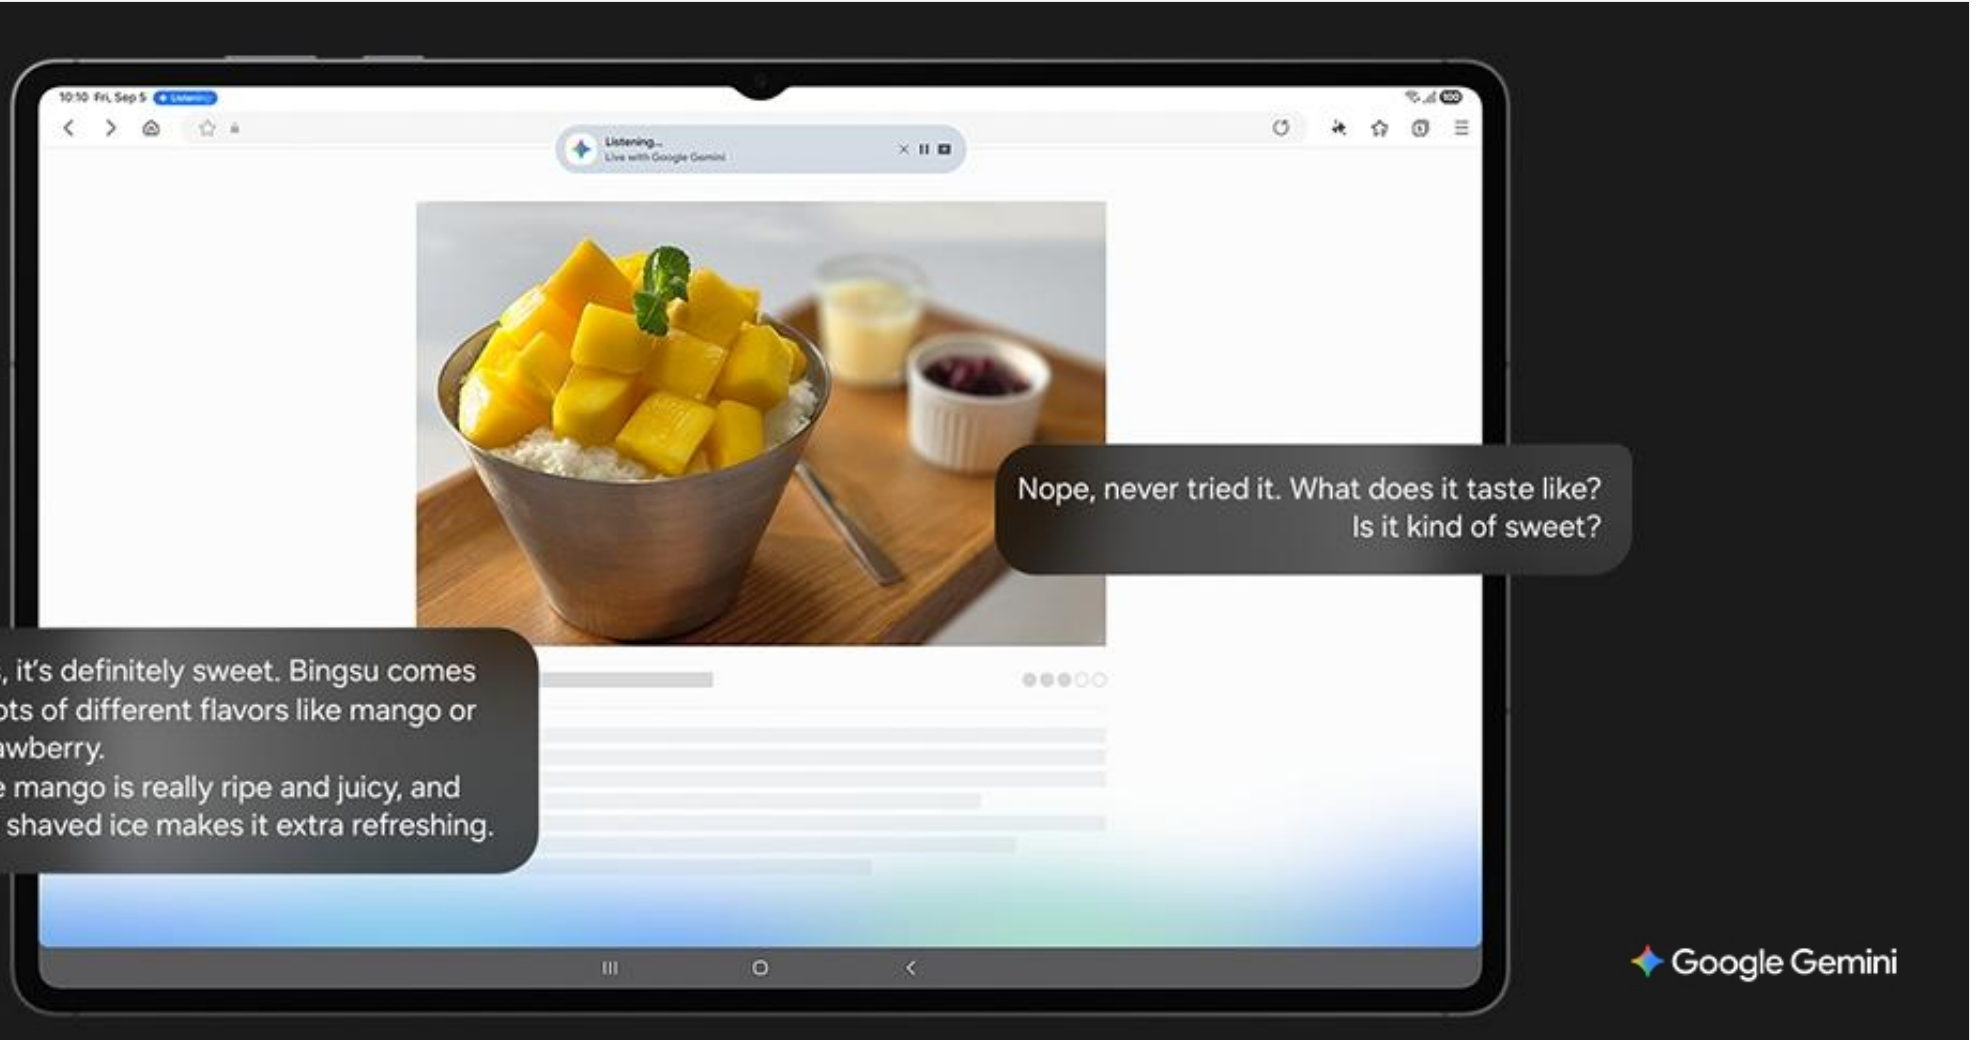 10:10 Fri, Sep 5 Listening
100
Listening...
Live with Google Gemini
Nope, never tried it. What does it taste like?
Is it kind of sweet?
, it's definitely sweet. Bingsu comes
of different flavors like mango or
mango is really ripe and juicy, and
shaved ice makes it extra refreshing.
Google Gemini